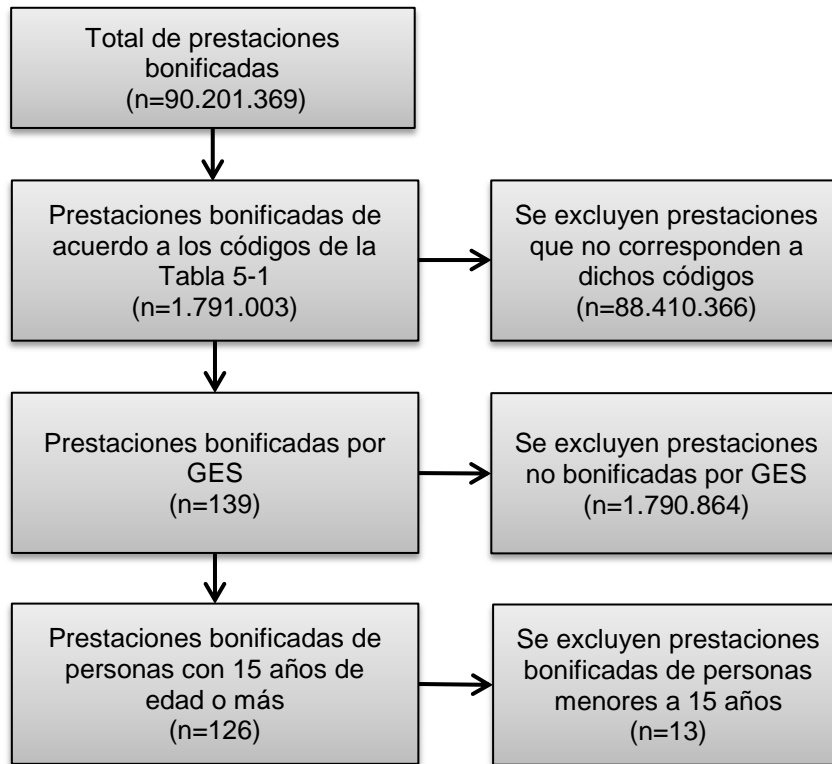 Total de prestaciones
bonificadas
(n=90.201.369)
Prestaciones bonificadas de
acuerdo a los códigos de la
Tabla 5-1
(n=1.791.003)
Se excluyen prestaciones
que no corresponden a
dichos códigos
(n=88.410.366)
Prestaciones bonificadas por
GES
(n=139)
Se excluyen prestaciones
no bonificadas por GES
(n=1.790.864)
Prestaciones bonificadas de
personas con 15 años de
edad o más
(n=126)
Se excluyen prestaciones
bonificadas de personas
menores a 15 años
(n=13)